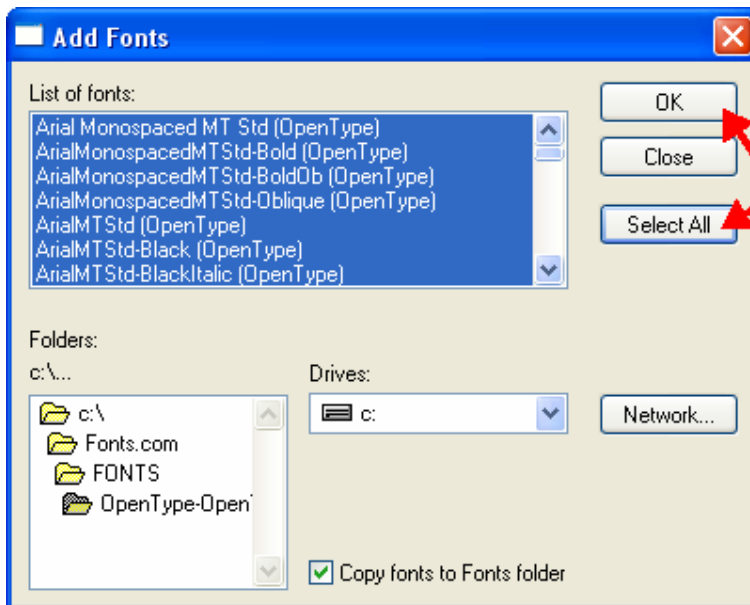 Add Fonts
List of fonts:
Arial Monospaced MT Std (OpenType)
ArialMonospacedMTStd-Bold (OpenType)
ArialMonospacedMTStd-BoldOb (OpenType)
ArialMonospacedMTStd-Oblique (OpenType)
ArialMTStd (OpenType)
ArialMTStd-Black (OpenType)
ArialMTStd-BlackItalic (OpenType)
OK
Close
Select All
Folders:
c:\...
c:\
Fonts.com
FONTS
OpenType-Open
Drives:
c:
Network...
Copy fonts to Fonts folder